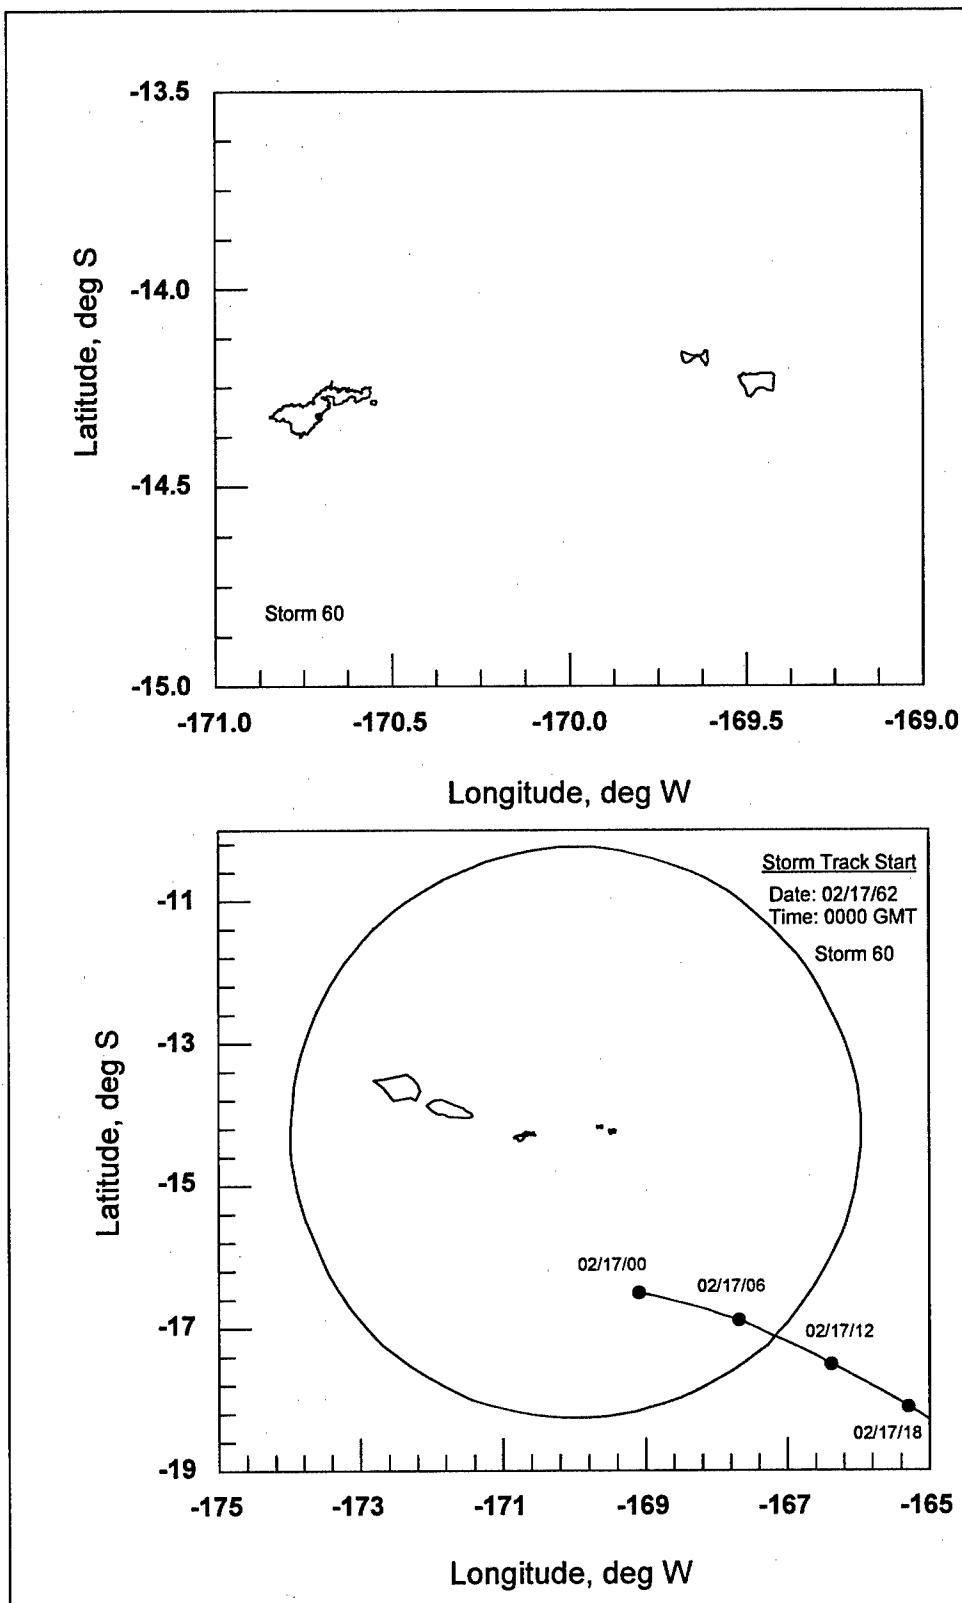 -13.5
-14.0
-14.5
-15.0
Latitude, deg S
Storm 60
-171.0
-170.5
-170.0
-169.5
-169.0
Longitude, deg W
Storm Track Start
Date: 02/17/62
Time: 0000 GMT
Storm 60
-11
-13
-15
-17
-19
Latitude, deg S
02/17/00
02/17/06
02/17/12
02/17/18
-175
-173
-171
-169
-167
-165
Longitude, deg W